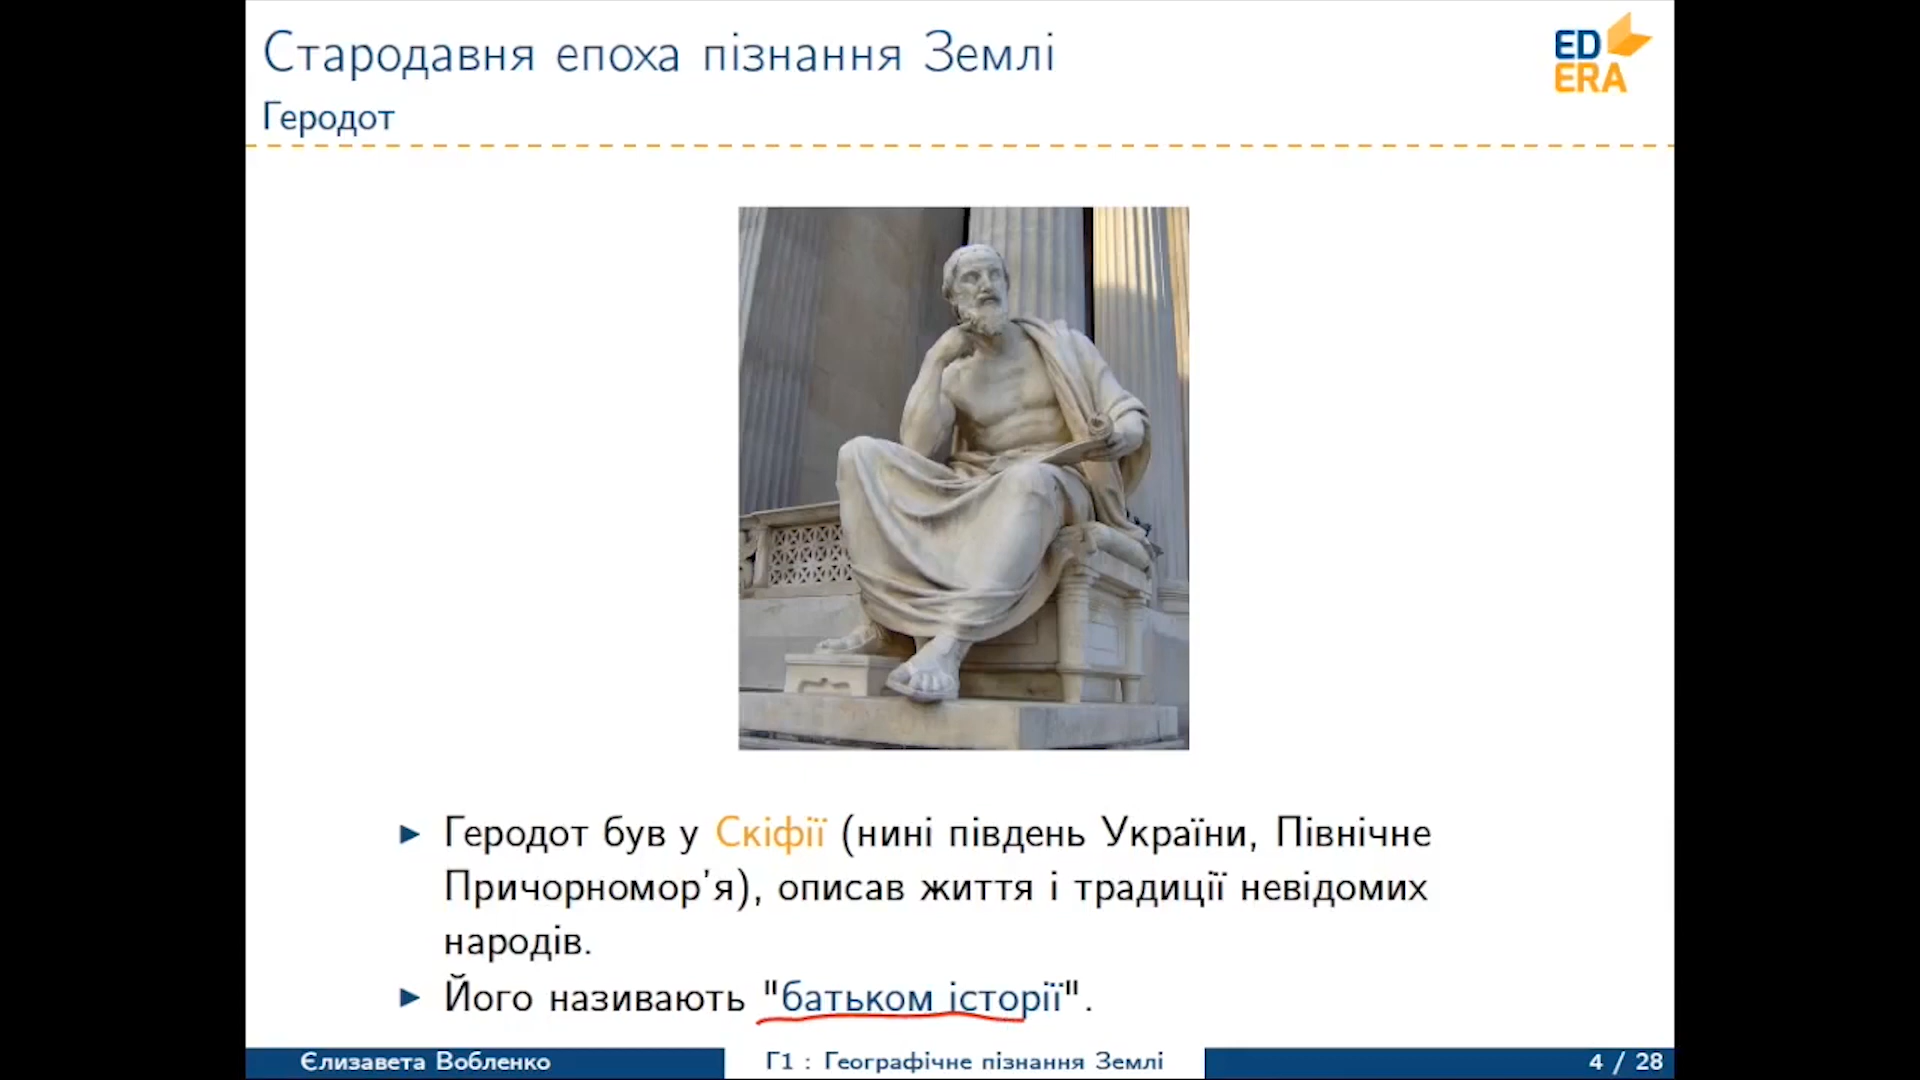 Стародавня епоха пізнання Землі
ED
ERA
Геродот
Геродот був у Скіфії (нині південь України, Північне
Причорномор'я), описав життя і традиції невідомих
народів.
Його називають "батьком історії".
Єлизавета Вобленко
Г1 : Географічне пізнання Землі
4 / 28